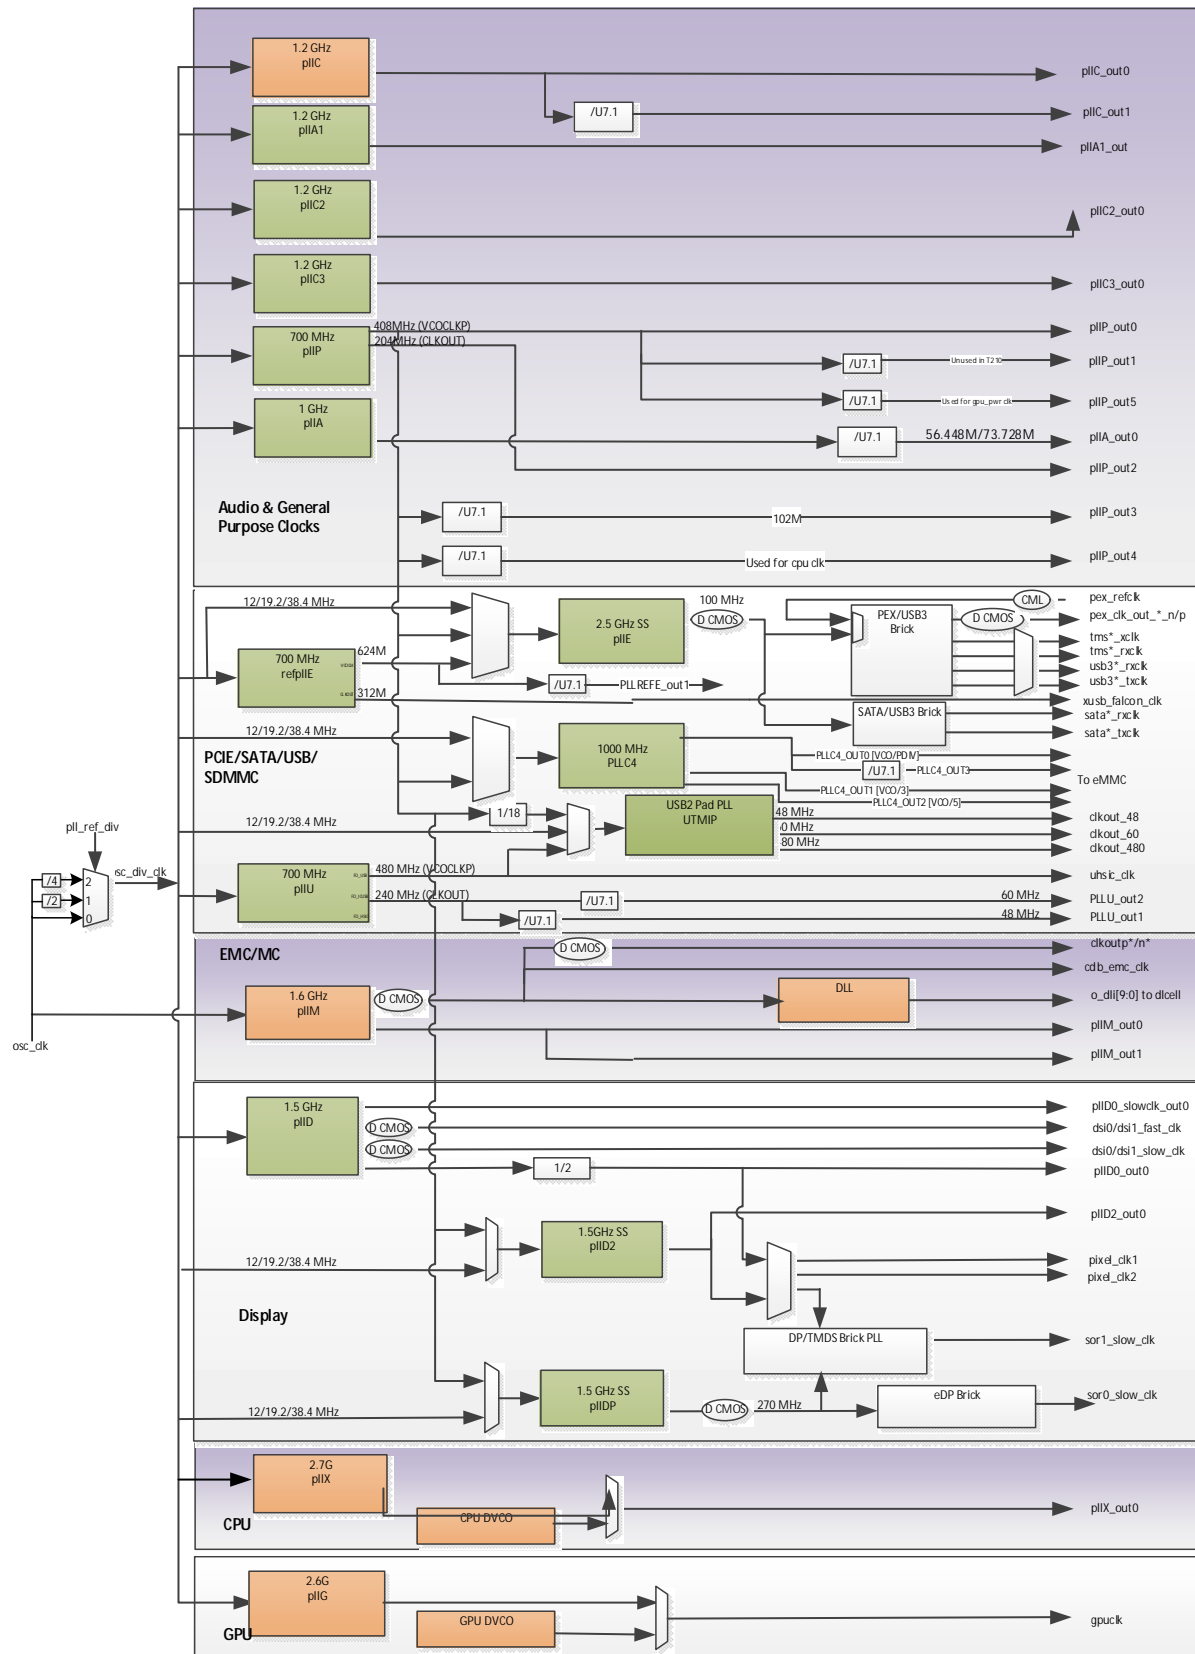 1.2 GHz
pllC
pllC_out0
/U7.1
pllC_out1
1.2 GHz
pllA1
pllA1_out
1.2 GHz
pllC2
pllC2_out0
1.2 GHz
pllC3
pllC3_out0
408MHz (VCOCLKP)
pllP_out0
700 MHz
pllP
204MHz (CLKOUT)
/U7.1
Unused in T210
pllP_out1
/U7.1
Used for gpu_pwr clk
pllP_out5
1 GHz
pllA
/U7.1
56.448M/73.728M
pllA_out0
pllP_out2
Audio & General
Purpose Clocks
/U7.1
102M
pllP_out3
/U7.1
Used for cpu clk
pllP_out4
12/19.2/38.4 MHz
2.5 GHz SS
pllE
100 MHz
D CMOS
PEX/USB3
Brick
CML
pex_refclk
D CMOS
pex_clk_out_*_n/p
tms*_xclk
tms*_rxclk
usb3*_rxclk
usb3*_txclk
700 MHz
refpllE
624M
312M
/U7.1
PLLREFE_out1
xusb_falcon_clk
SATA/USB3 Brick
sata*_rxclk
sata*_txclk
12/19.2/38.4 MHz
PCIE/SATA/USB/
SDMMC
1000 MHz
PLLC4
PLLC4_OUT0 [VCO/PDIV]
/U7.1
PLLC4_OUT3
PLLC4_OUT1 [VCO/3]
PLLC4_OUT2 [VCO/5]
To eMMC
1/18
12/19.2/38.4 MHz
USB2 Pad PLL
UTMIP
48 MHz
clkout_48
0 MHz
clkout_60
80 MHz
clkout_480
pll_ref_div
/4
/2
2
1
0
sc_div_clk
osc_clk
700 MHz
pllU
480 MHz (VCOCLKP)
uhsic_clk
240 MHz (CLKOUT)
/U7.1
60 MHz
PLLU_out2
/U7.1
48 MHz
PLLU_out1
EMC/MC
D CMOS
clkoutp*/n*
cdb_emc_clk
1.6 GHz
pllM
D CMOS
DLL
o_dli[9:0] to dlcell
pllM_out0
pllM_out1
1.5 GHz
pllD
pllD0_slowclk_out0
D CMOS
dsi0/dsi1_fast_clk
D CMOS
dsi0/dsi1_slow_clk
1/2
pllD0_out0
1.5GHz SS
pllD2
pllD2_out0
12/19.2/38.4 MHz
pixel_clk1
pixel_clk2
Display
DP/TMDS Brick PLL
sor1_slow_clk
12/19.2/38.4 MHz
1.5 GHz SS
pllDP
D CMOS
270 MHz
eDP Brick
sor0_slow_clk
2.7G
pllX
CPU
CPU DVCO
pllX_out0
2.6G
pllG
GPU
GPU DVCO
gpuclk